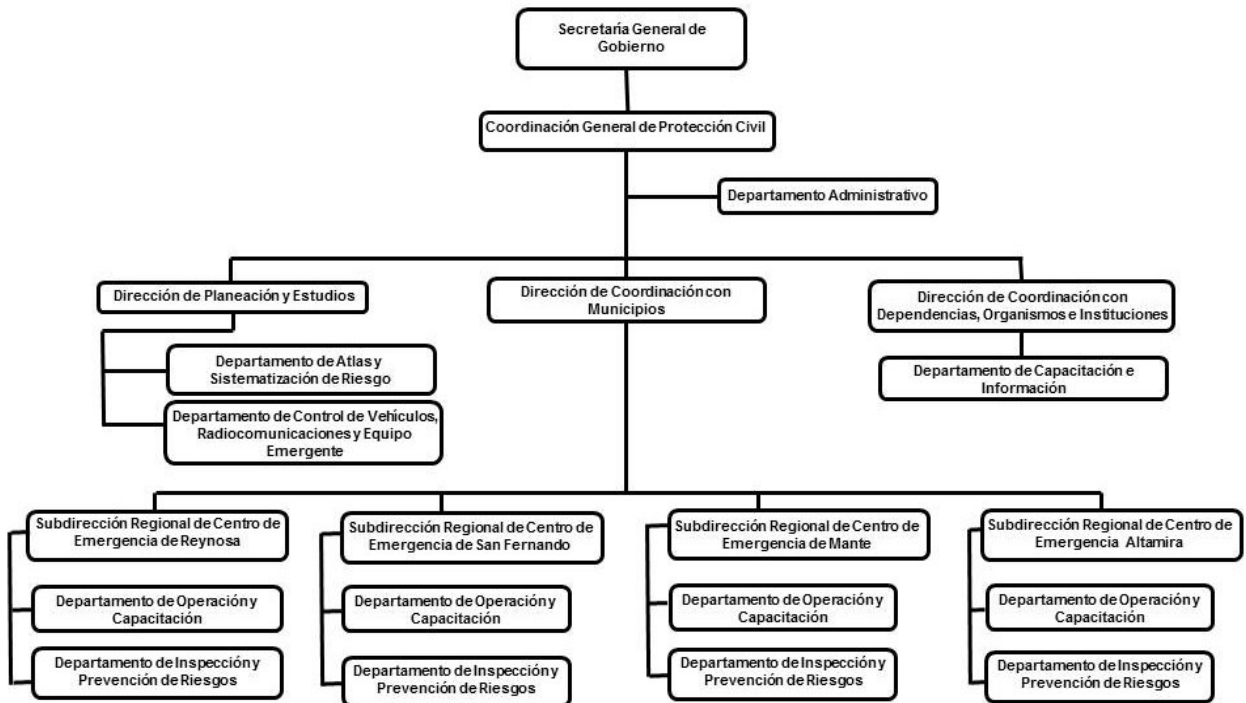 Secretaría General de
Gobierno
Coordinación General de Protección Civil
Departamento Administrativo
Dirección de Planeación y Estudios
Dirección de Coordinación con
Municipios
Dirección de Coordinación con
Dependencias, Organismos e Instituciones
Departamento de Atlas y
Sistematización de Riesgo
Departamento de Capacitación e
Información
Departamento de Control de Vehículos,
Radiocomunicaciones y Equipo
Emergente
Subdirección Regional de Centro de
Emergencia de Reynosa
Subdirección Regional de Centro de
Emergencia de San Fernando
Subdirección Regional de Centro de
Emergencia de Mante
Subdirección Regional de Centro de
Emergencia Altamira
Departamento de Operación y
Capacitación
Departamento de Operación y
Capacitación
Departamento de Operación y
Capacitación
Departamento de Operación y
Capacitación
Departamento de Inspección y
Prevención de Riesgos
Departamento de Inspección y
Prevención de Riesgos
Departamento de Inspección y
Prevención de Riesgos
Departamento de Inspección y
Prevención de Riesgos